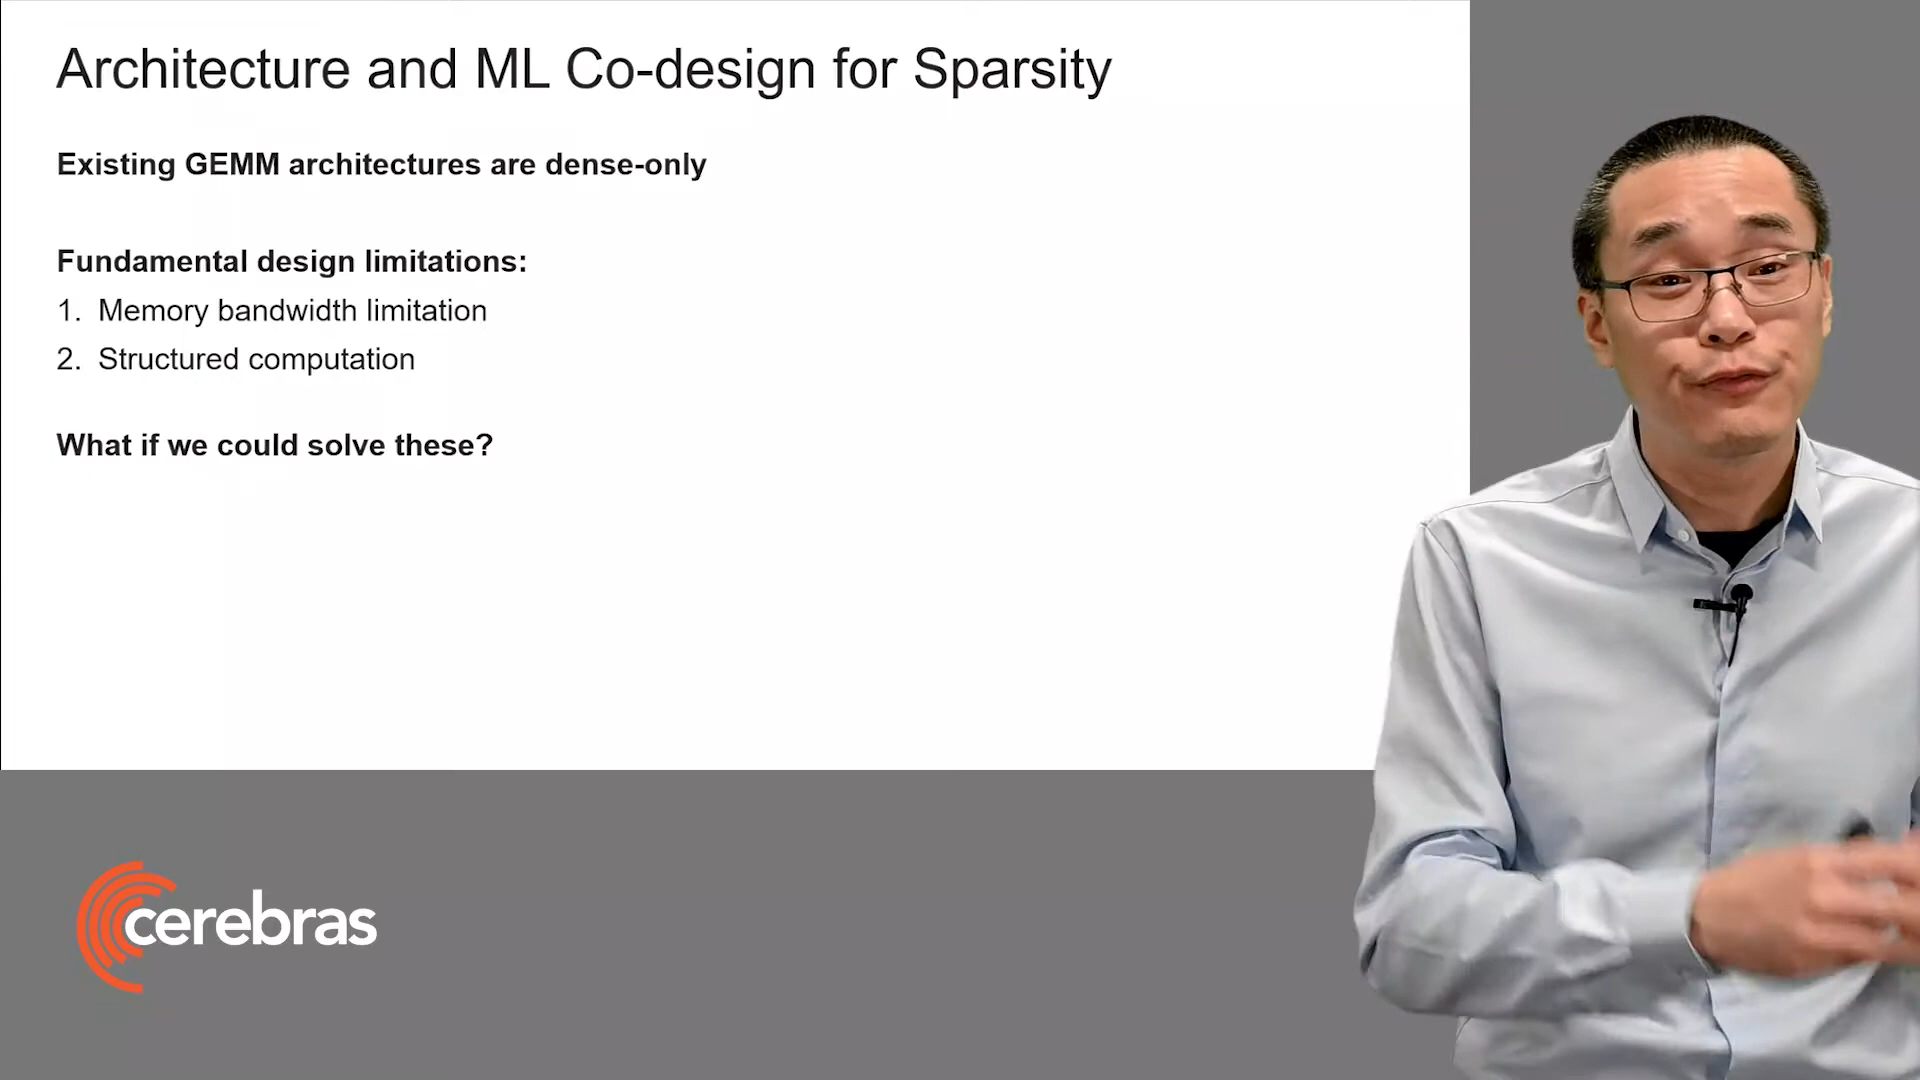 Architecture and ML Co-design for Sparsity
Existing GEMM architectures are dense-only
Fundamental design limitations:
1. Memory bandwidth limitation
2. Structured computation
What if we could solve these?
cerebras